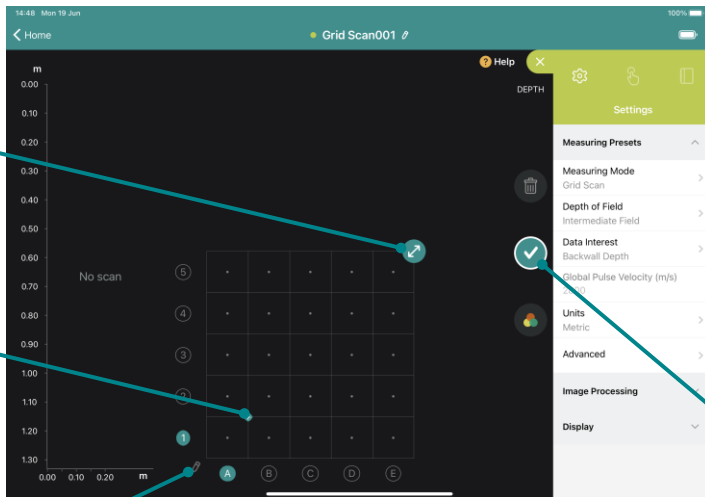 14:48 Mon 19 Jun
100%
Home
Grid Scan001
? Help
DEPTH
m
0.00
0.10
0.20
0.30
0.40
0.50
0.60
0.70
0.80
0.90
1.00
1.10
1.20
1.30
0.00 0.10 0.20 m
No scan
5
4
3
2
1
A B C D E
Settings
Measuring Presets
Measuring Mode
Grid Scan
Depth of Field
Intermediate Field
Data Interest
Backwall Depth
Global Pulse Velocity (m/s)
Units
Metric
Advanced
Image Processing
Display